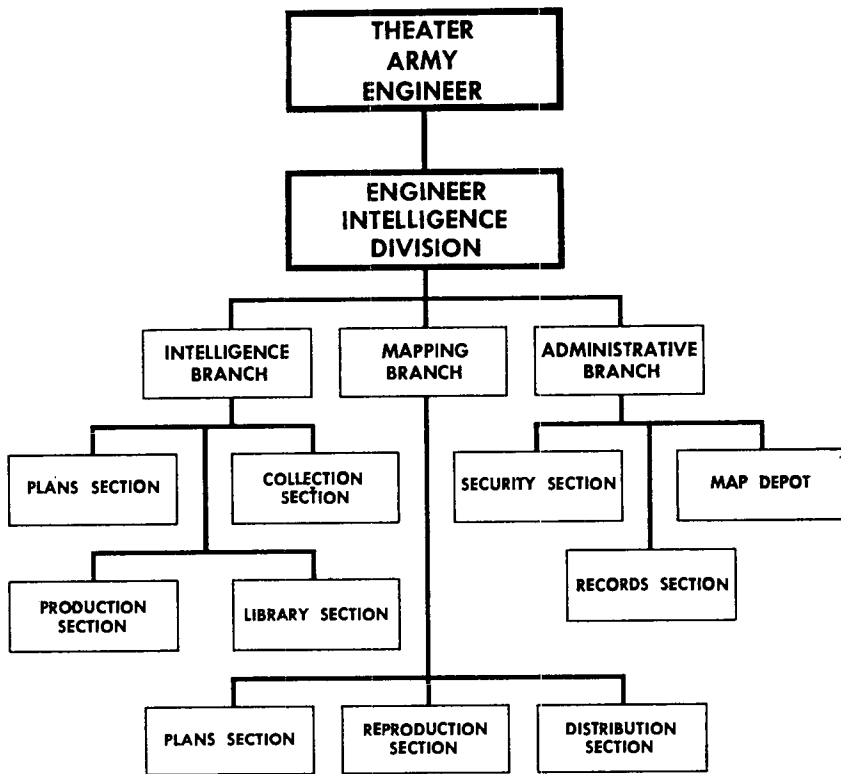 THEATER
ARMY
ENGINEER
ENGINEER
INTELLIGENCE
DIVISION
INTELLIGENCE
BRANCH
MAPPING
BRANCH
ADMINISTRATIVE
BRANCH
PLANS SECTION
COLLECTION
SECTION
SECURITY SECTION
MAP DEPOT
PRODUCTION
SECTION
LIBRARY SECTION
RECORDS SECTION
PLANS SECTION
REPRODUCTION
SECTION
DISTRIBUTION
SECTION